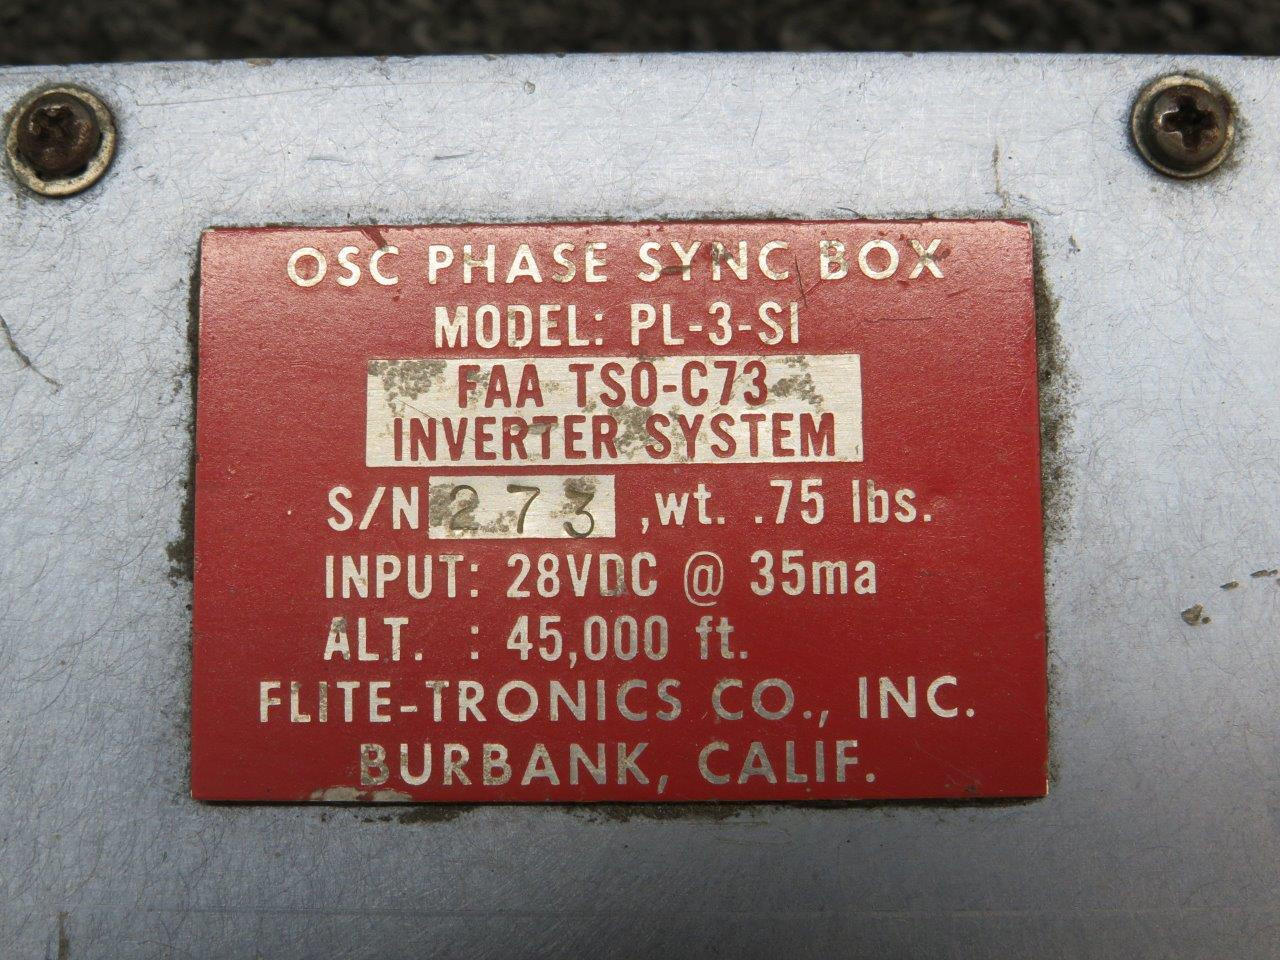 OSC PHASE SYNC BOX
MODEL: PL-3-SI
FAA TSO-C73
INVERTER SYSTEM
S/N 273 ,wt. .75 lbs.
INPUT: 28VDC @ 35ma
ALT. : 45,000 ft.
FLITE-TRONICS CO., INC.
BURBANK, CALIF.